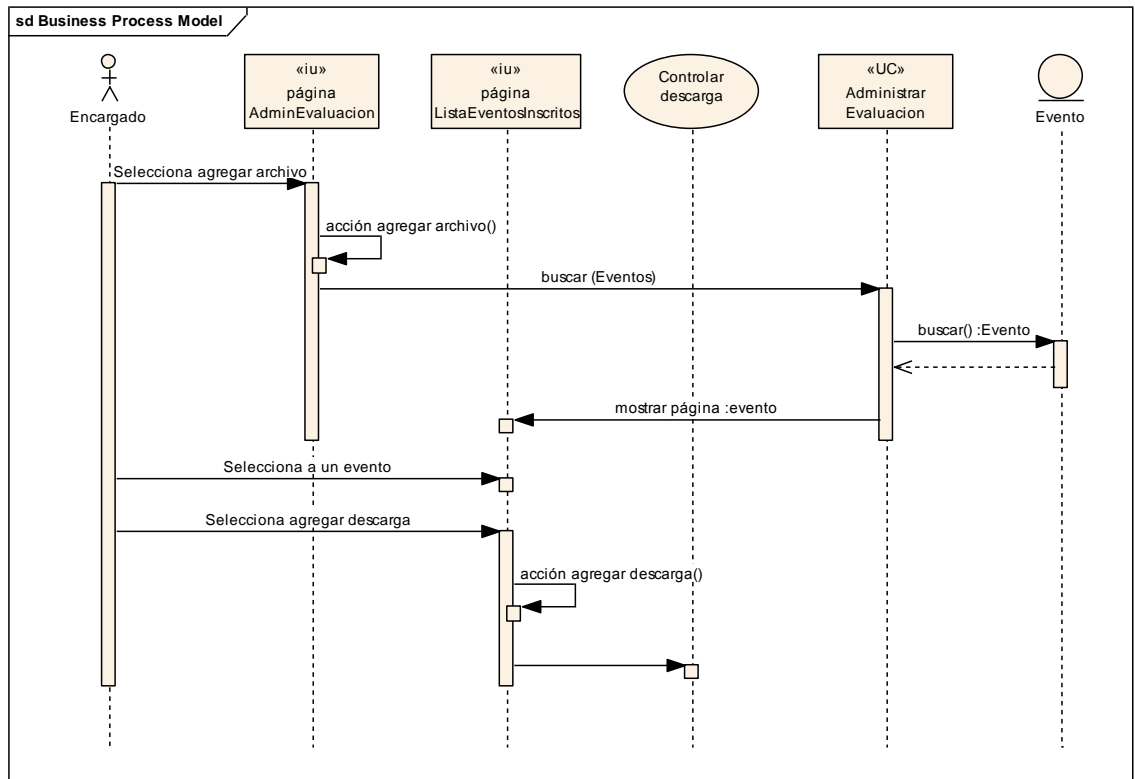 sd Business Process Model
Encargado
«iu»
página
AdminEvaluacion
«iu»
página
ListaEventosInscritos
Controlar
descarga
«UC»
Administrar
Evaluacion
Evento
Selecciona agregar archivo
acción agregar archivo()
buscar (Eventos)
buscar() :Evento
mostrar página :evento
Selecciona a un evento
Selecciona agregar descarga
acción agregar descarga()